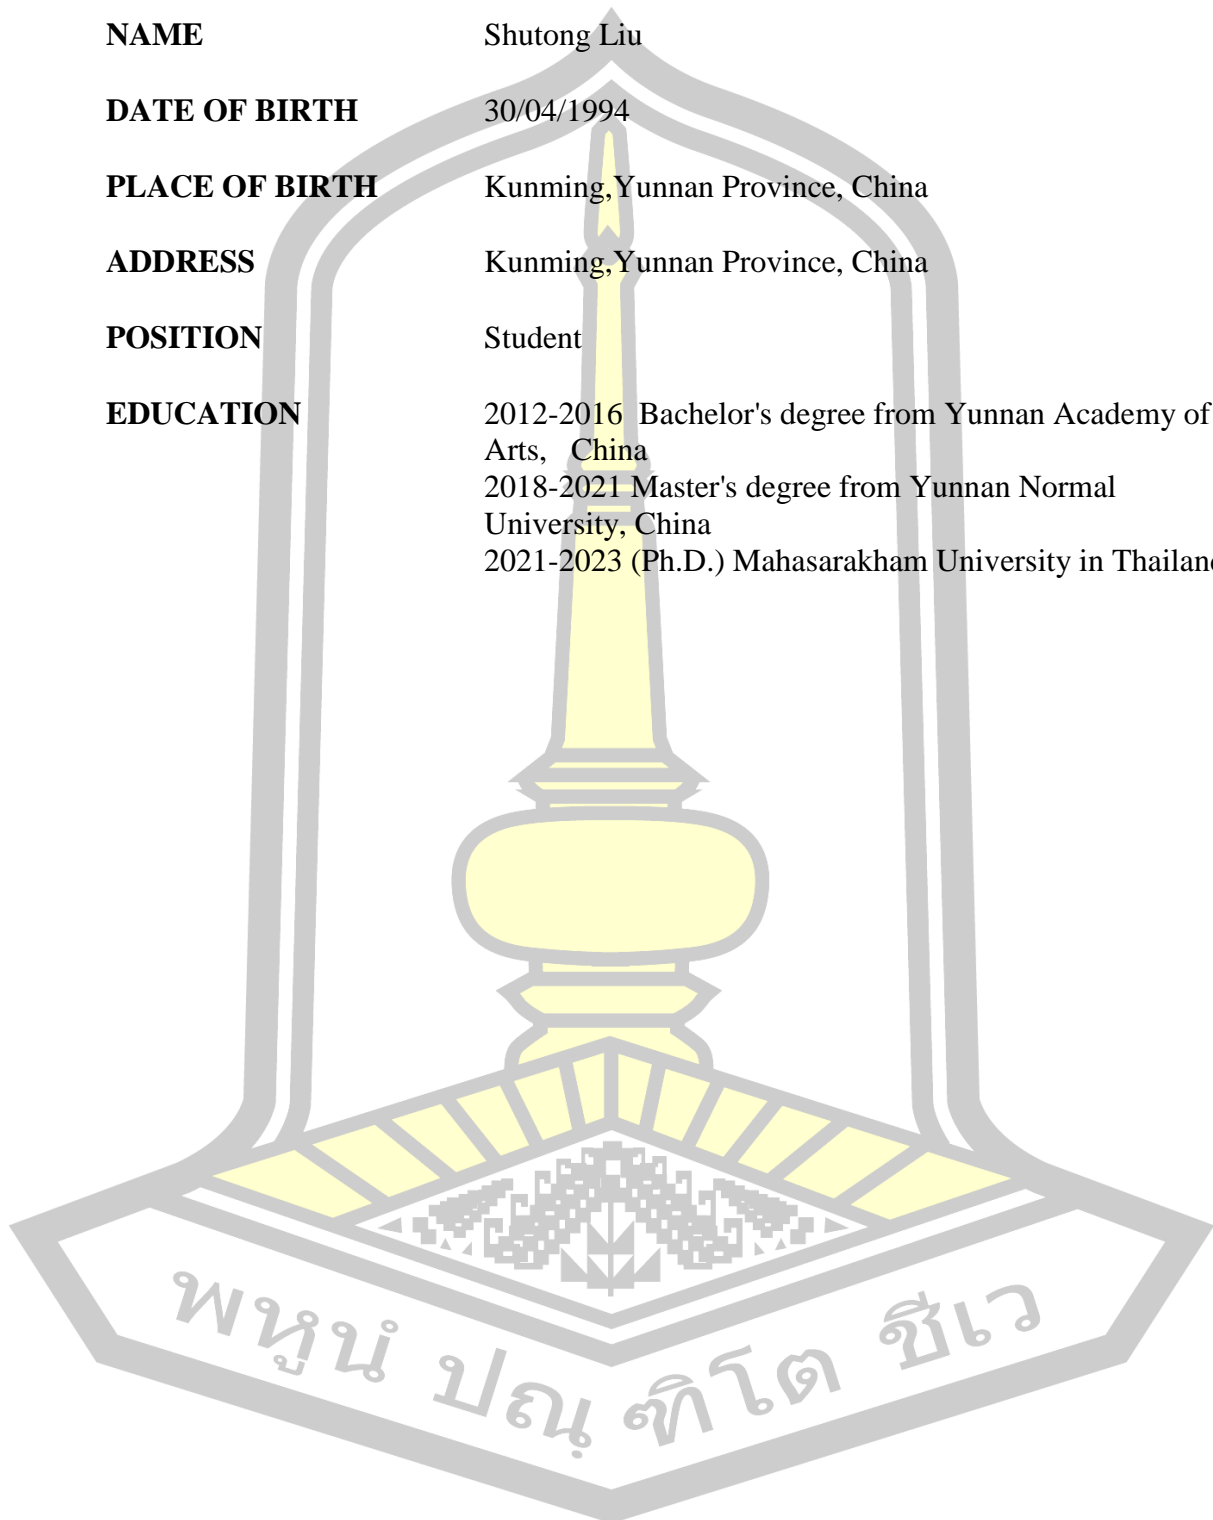 NAME Shutong Liu
DATE OF BIRTH 30/04/1994
PLACE OF BIRTH Kunming,Yunnan Province, China
ADDRESS Kunming,Yunnan Province, China
POSITION Student
EDUCATION 2012-2016 Bachelor's degree from Yunnan Academy of
Arts, China
2018-2021 Master's degree from Yunnan Normal
University, China
2021-2023 (Ph.D.) Mahasarakham University in Thailand
พหูนํ ปณฺฑิโต ชีเว